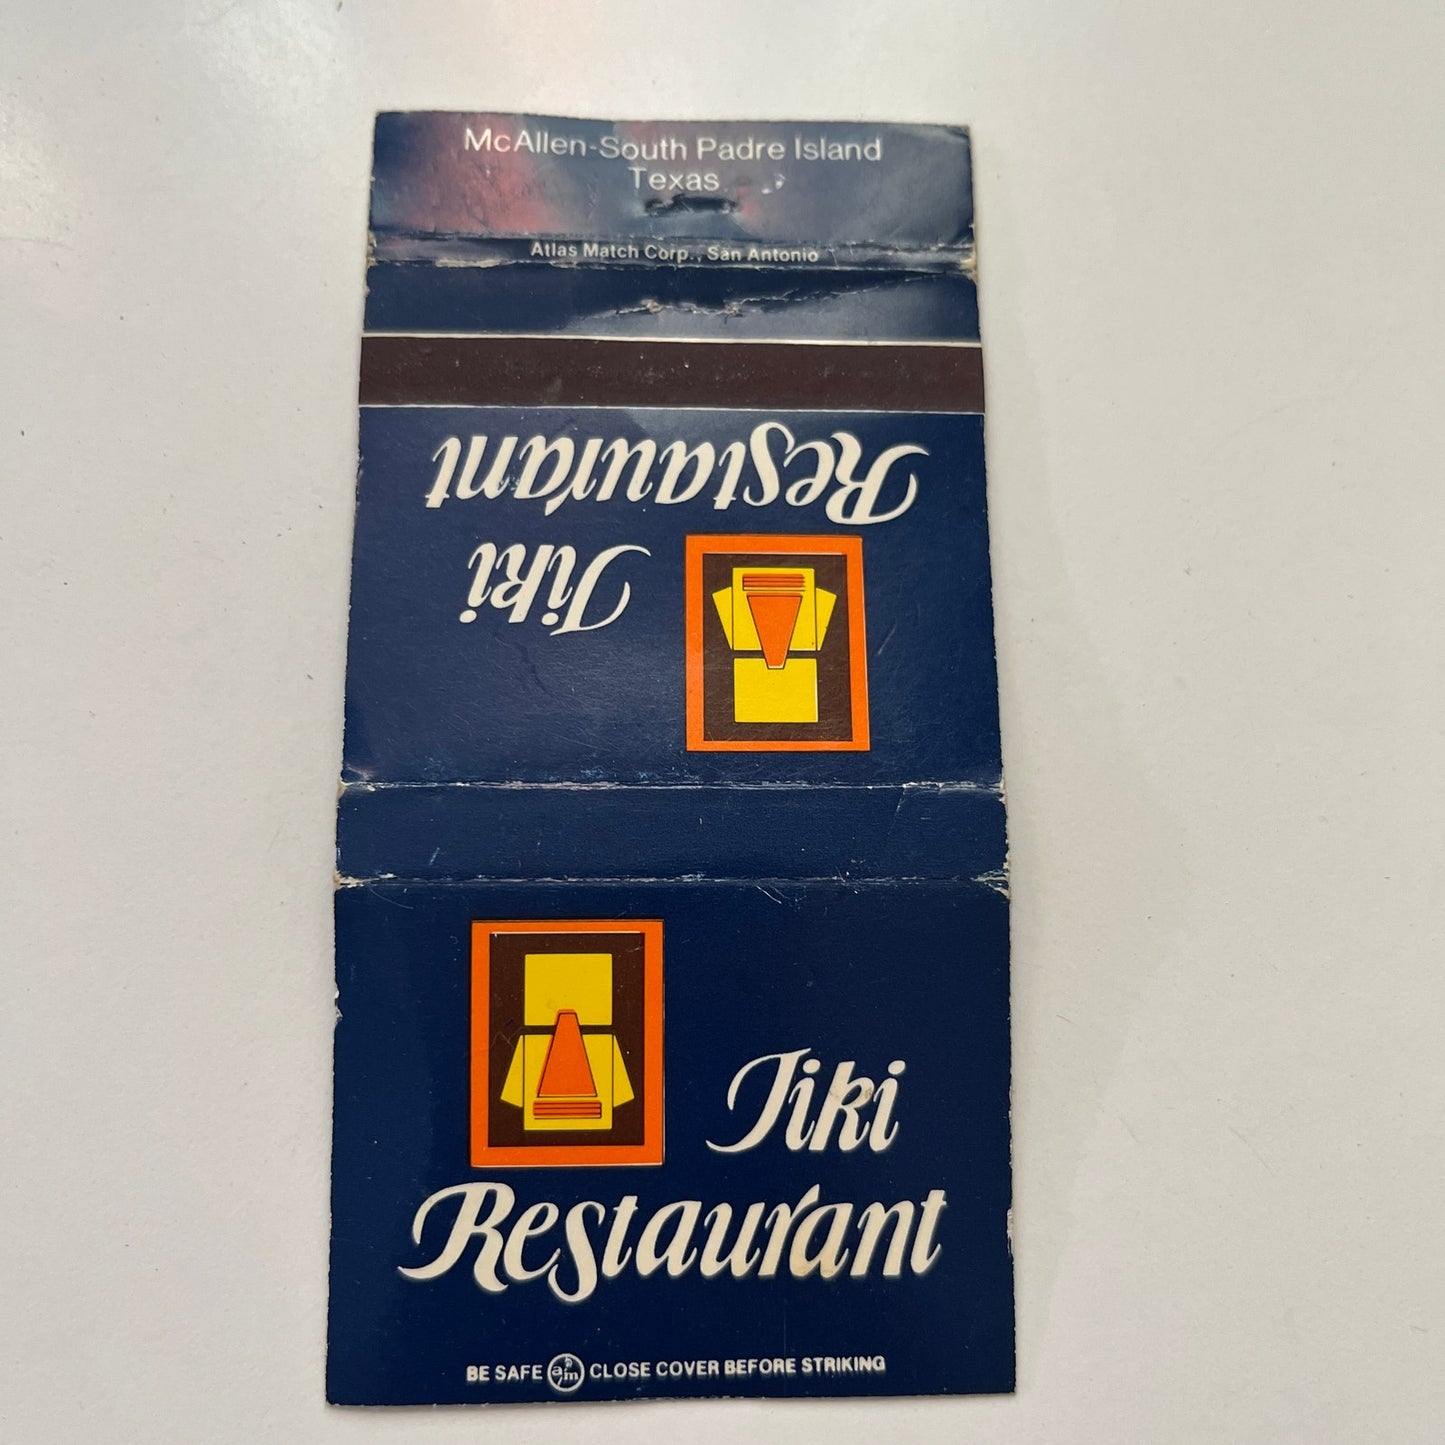 McAllen-South Padre Island
Texas
Atlas Match Corp., San Antonio
Tiki
Restaurant
Tiki
Restaurant
BE SAFE am CLOSE COVER BEFORE STRIKING